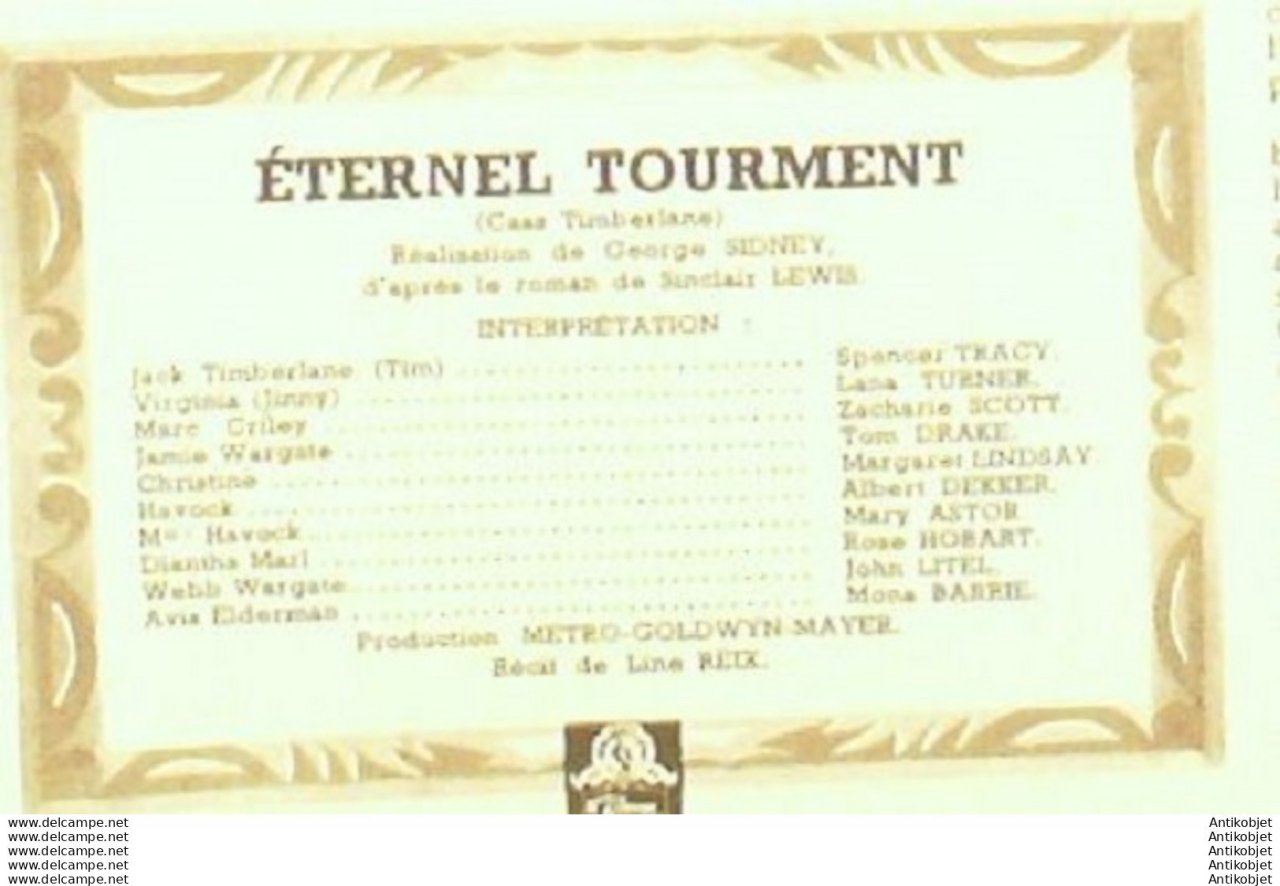 ÉTERNEL TOURMENT
(Cass Timberlane)
Réalisation de George SIDNEY,
d'après le roman de Sinclair LEWIS.
INTERPRÉTATION :
Jack Timberlane (Tim) Spencer TRACY.
Virginia (Jinny) Lana TURNER.
Marc Criley Zacharie SCOTT.
Jamie Wargate Tom DRAKE.
Christine Margaret LINDSAY
Havock Albert DEKKER.
Mme Havock Mary ASTOR
Diantha Marl Rose HOBART.
Webb Wargate John LITEL.
Avis Elderman Mona BARRIE.
Production METRO-GOLDWYN-MAYER.
Récit de Line REIX.
www.delcampe.net Antikobjet
www.delcampe.net Antikobjet
www.delcampe.net Antikobjet
www.delcampe.net Antikobjet
www.delcampe.net Antikobjet